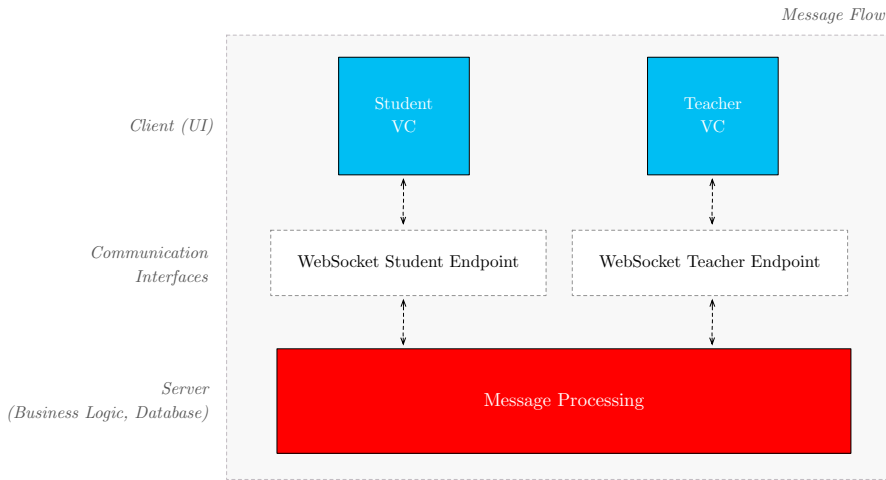 Message Flow
Client (UI)
Student
VC
Teacher
VC
Communication
Interfaces
WebSocket Student Endpoint
WebSocket Teacher Endpoint
Server
(Business Logic, Database)
Message Processing